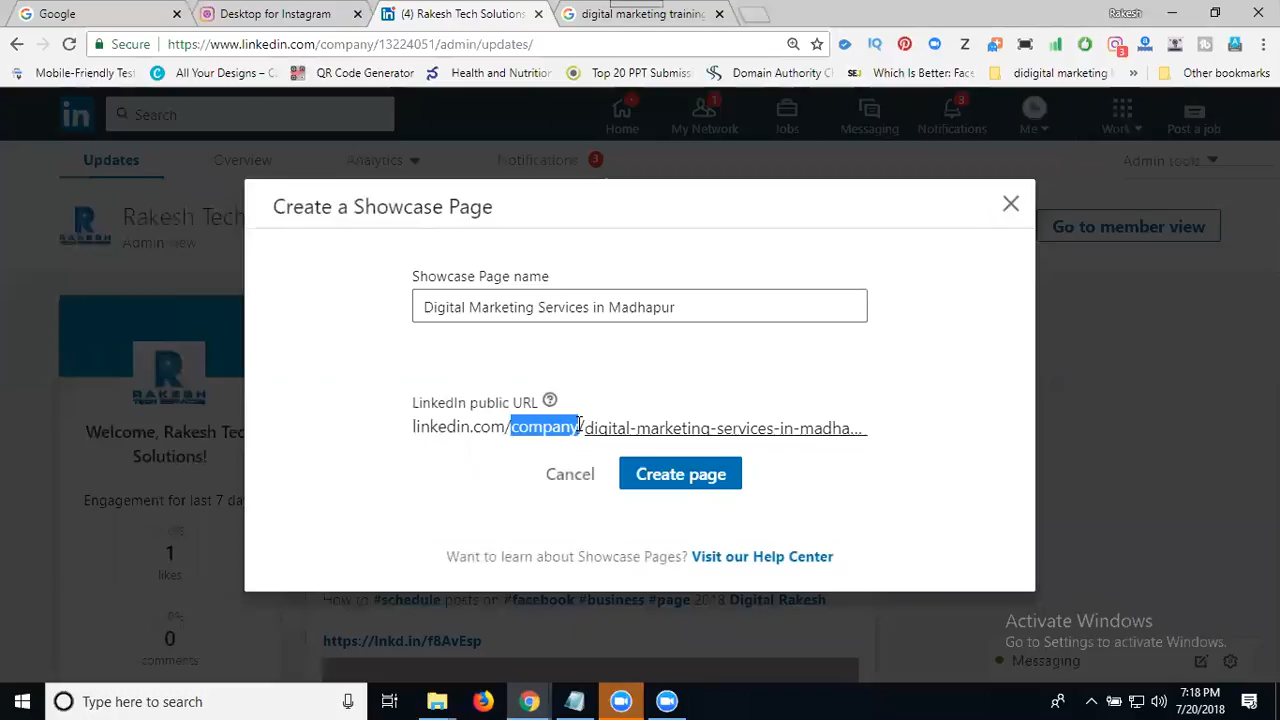 Google
Desktop for Instagram
(4) Rakesh Tech Solutions
digital marketing training
Rakesh
Secure
https://www.linkedin.com/company/13224051/admin/updates/
Mobile-Friendly Test
All Your Designs – C
QR Code Generator
Health and Nutrition
Top 20 PPT Submiss
Domain Authority C
Which Is Better: Fac
didigital marketing
Other bookmarks
Search
Home
My Network
Jobs
Messaging
Notifications
Me
Work
Post a job
Updates
Overview
Analytics
Notifications 3
Admin tools
Rakesh Tech
Admin view
Go to member view
Create a Showcase Page
Showcase Page name
Digital Marketing Services in Madhapur
LinkedIn public URL
linkedin.com/company/digital-marketing-services-in-madha...
Cancel
Create page
Want to learn about Showcase Pages? Visit our Help Center
RAKESH
Welcome, Rakesh Tech
Solutions!
Engagement for last 7 da
1
likes
0
comments
How to #schedule posts on #facebook #business #page 2018 Digital Rakesh
https://lnkd.in/f8AvEsp
Activate Windows
Go to Settings to activate Windows.
Messaging
Type here to search
7:18 PM
7/20/2018